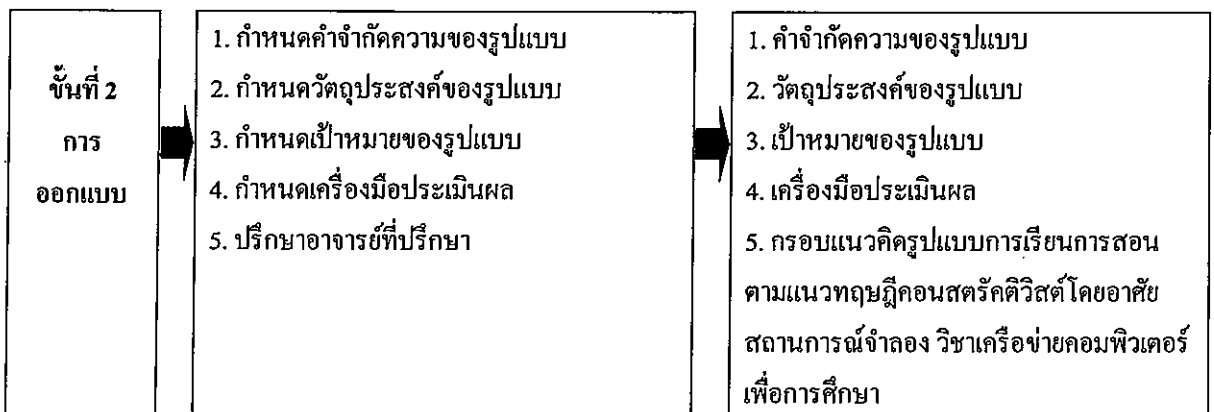 ขั้นที่ 2
การ
ออกแบบ
1. กำหนดคำจำกัดความของรูปแบบ
2. กำหนดวัตถุประสงค์ของรูปแบบ
3. กำหนดเป้าหมายของรูปแบบ
4. กำหนดเครื่องมือประเมินผล
5. ปรึกษาอาจารย์ที่ปรึกษา
1. คำจำกัดความของรูปแบบ
2. วัตถุประสงค์ของรูปแบบ
3. เป้าหมายของรูปแบบ
4. เครื่องมือประเมินผล
5. กรอบแนวคิดรูปแบบการเรียนการสอน
ตามแนวทฤษฎีคอนสตรัคติวิสต์โดยอาศัย
สถานการณ์จำลอง วิชาเครือข่ายคอมพิวเตอร์
เพื่อการศึกษา